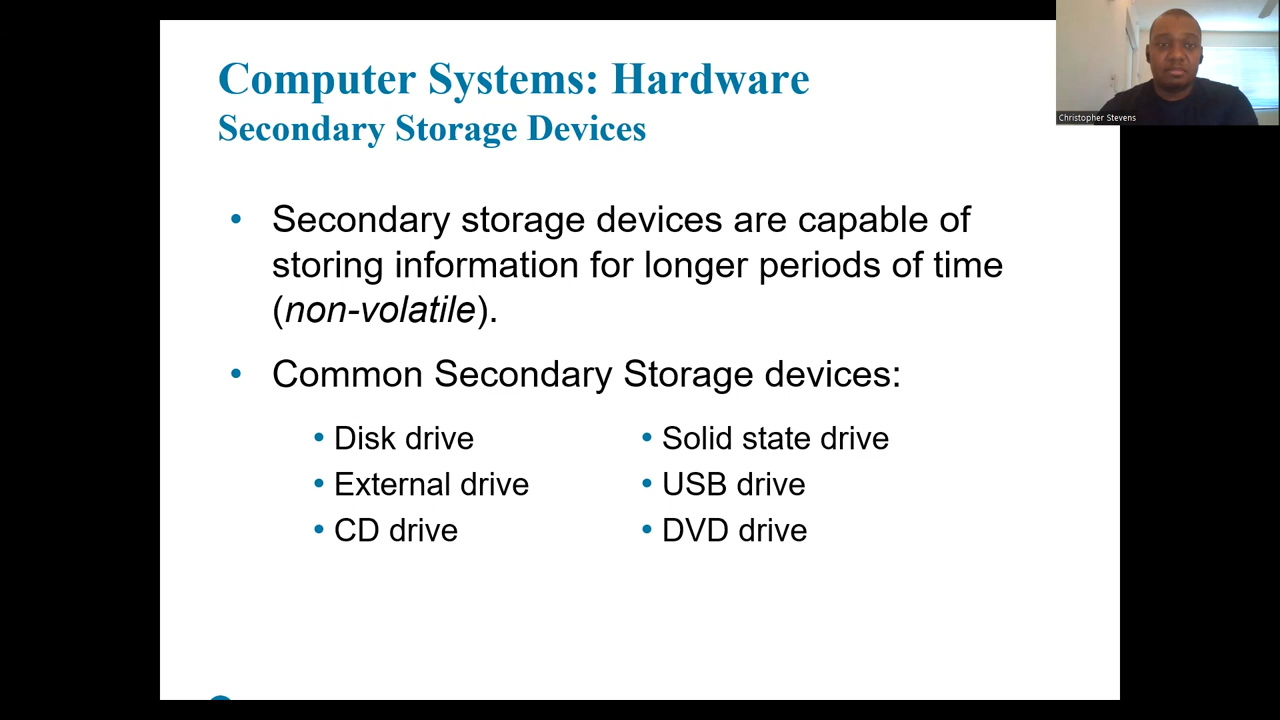 Computer Systems: Hardware
Secondary Storage Devices
• Secondary storage devices are capable of
storing information for longer periods of time
(non-volatile).
• Common Secondary Storage devices:
• Disk drive
• External drive
• CD drive
• Solid state drive
• USB drive
• DVD drive
Christopher Stevens